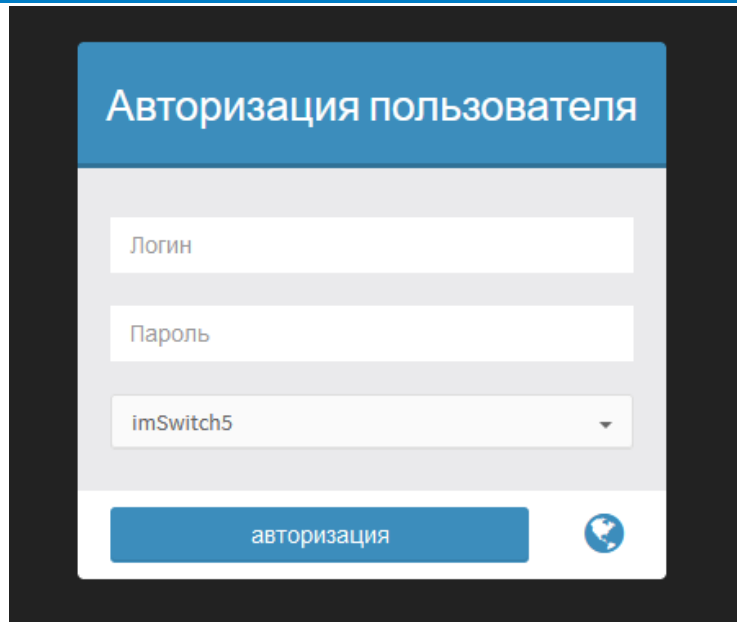 Авторизация пользователя
Логин
Пароль
imSwitch5
авторизация